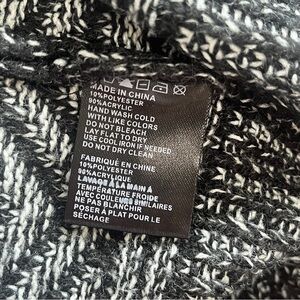 MADE IN CHINA
10%POLYESTER
90%ACRYLIC
HAND WASH COLD
WITH LIKE COLORS
DO NOT BLEACH
LAY FLAT TO DRY
USE COOL IRON IF NEEDED
DO NOT DRY CLEAN
FABRIQUÉ EN CHINE
10%POLYESTER
90%ACRYLIQUE
LAVAGE À LA MAIN À
TEMPÉRATURE FROIDE
AVEC COULEURS SIMILAIRES
NE PAS BLANCHIR
POSER À PLAT POUR LE
SÉCHAGE